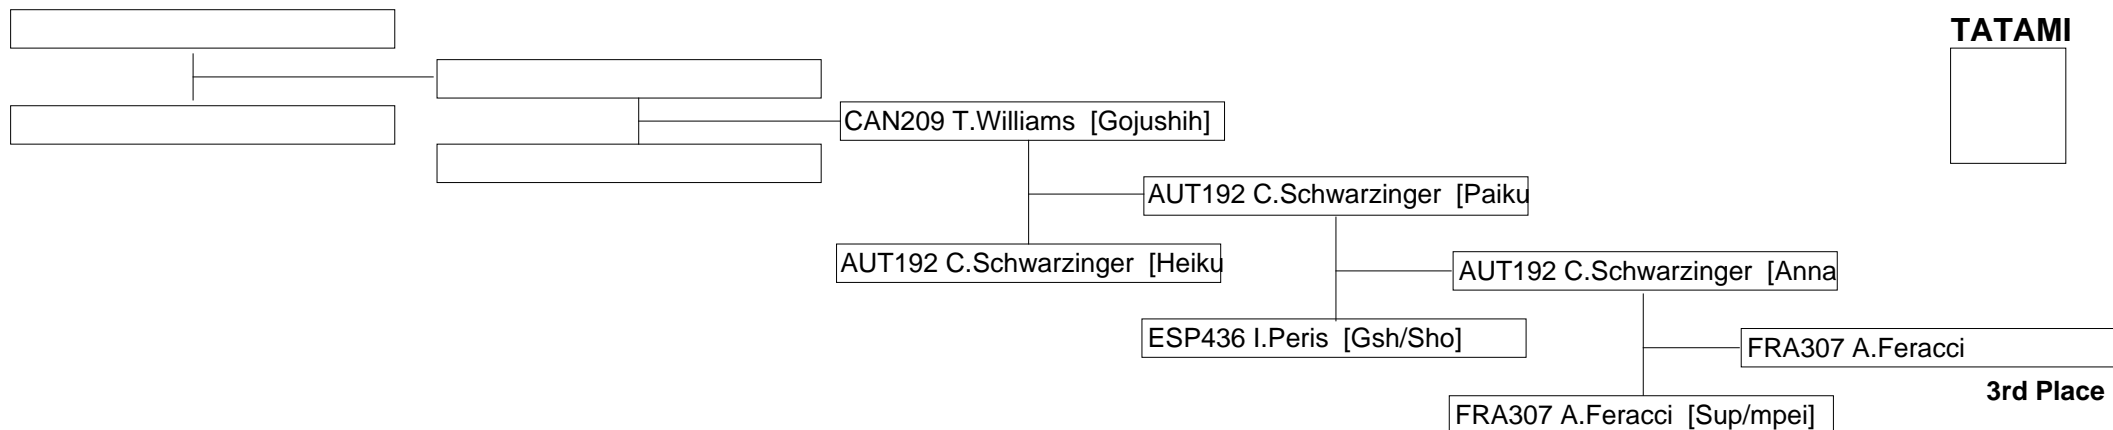 TATAMI
CAN209 T.Williams [Gojushih]
AUT192 C.Schwarzinger [Paiku
AUT192 C.Schwarzinger [Heiku
AUT192 C.Schwarzinger [Anna
ESP436 I.Peris [Gsh/Sho]
FRA307 A.Feracci
3rd Place
FRA307 A.Feracci [Sup/mpei]